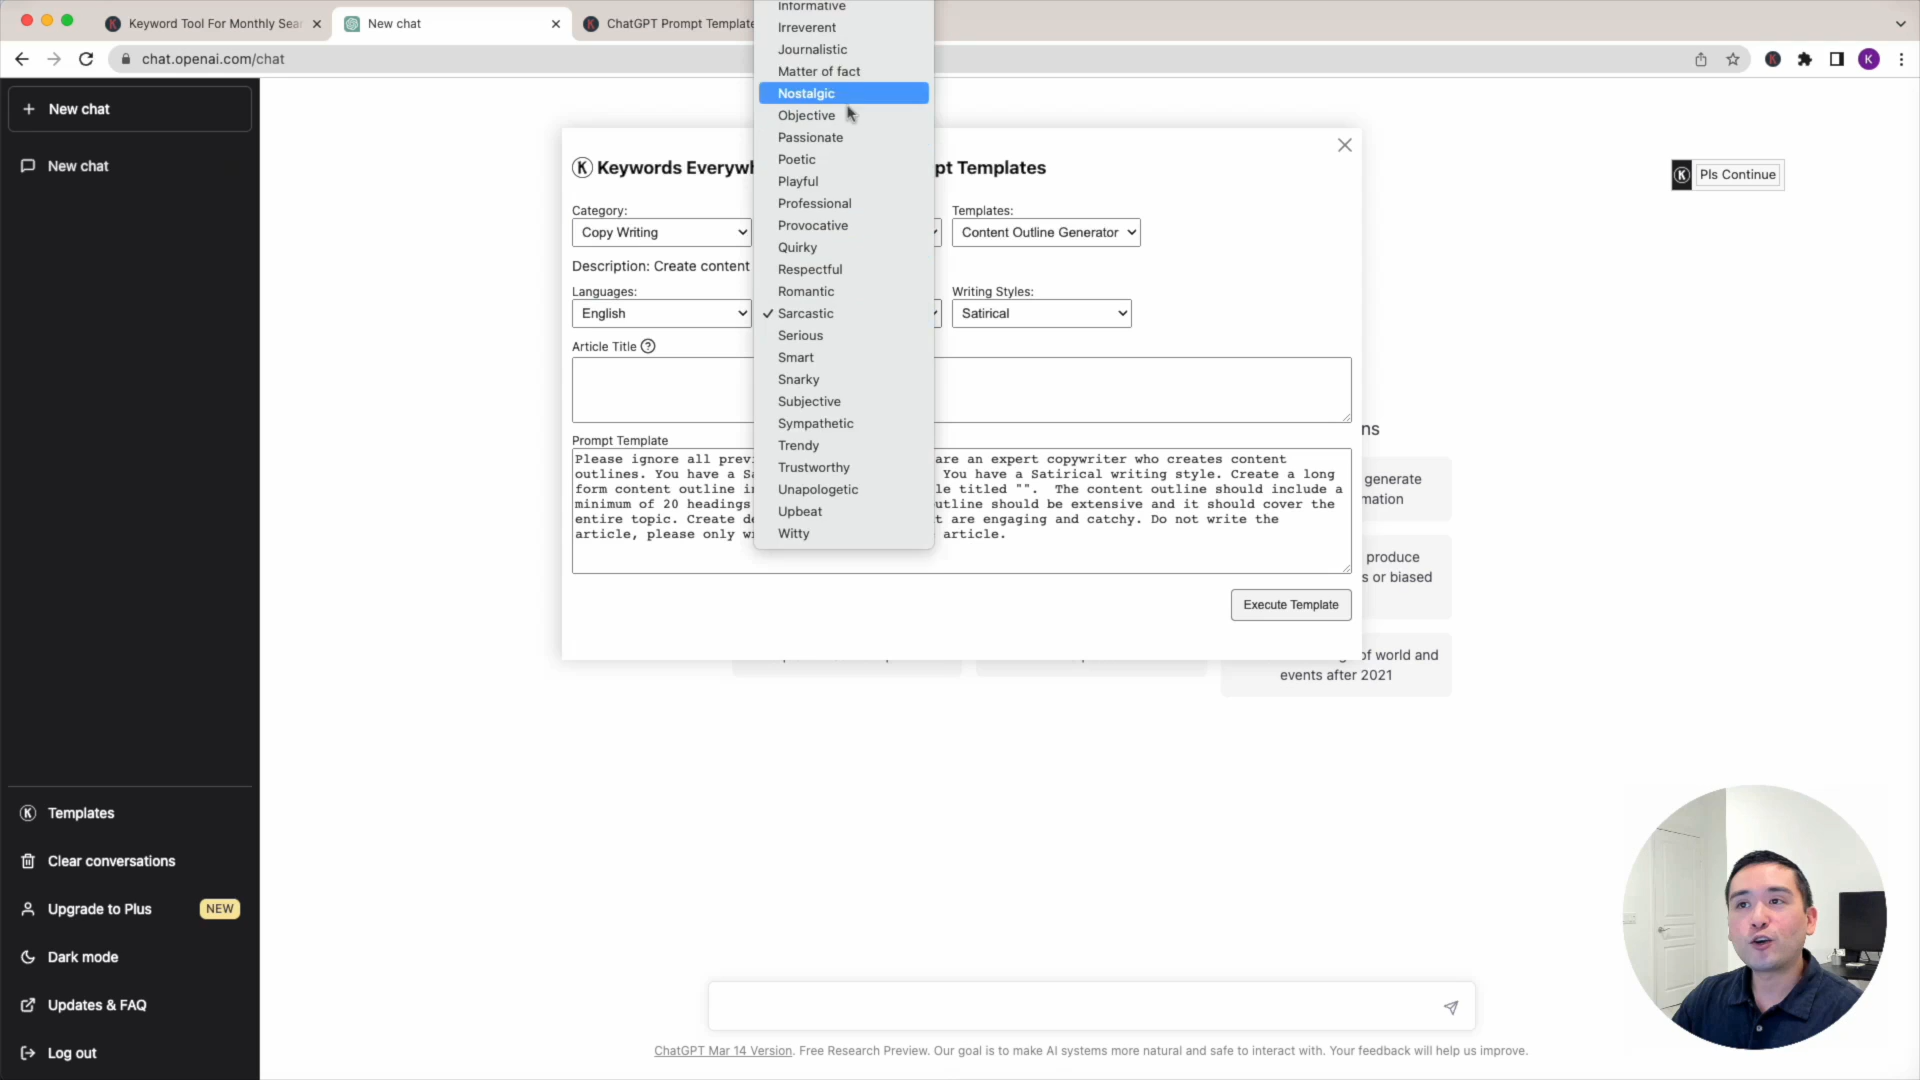 Keyword Tool For Monthly Sear
New chat
ChatGPT Prompt Template
chat.openai.com/chat
K
New chat
New chat
Informative
Irreverent
Journalistic
Matter of fact
Nostalgic
Objective
Passionate
Poetic
Playful
Professional
Provocative
Quirky
Respectful
Romantic
✓ Sarcastic
Serious
Smart
Snarky
Subjective
Sympathetic
Trendy
Trustworthy
Unapologetic
Upbeat
Witty
K Keywords Everywh pt Templates
K Pls Continue
Category:
Templates:
Copy Writing
Content Outline Generator
Description: Create content
Languages:
Writing Styles:
English
Satirical
Article Title ?
Prompt Template
Please ignore all prev are an expert copywriter who creates content
outlines. You have a Sa You have a Satirical writing style. Create a long
form content outline in le titled "". The content outline should include a
minimum of 20 headings utline should be extensive and it should cover the
entire topic. Create de t are engaging and catchy. Do not write the
article, please only wr article.
Execute Template
ns
generate
mation
produce
s or biased
of world and
events after 2021
K Templates
Clear conversations
Upgrade to Plus NEW
Dark mode
Updates & FAQ
Log out
ChatGPT Mar 14 Version. Free Research Preview. Our goal is to make AI systems more natural and safe to interact with. Your feedback will help us improve.